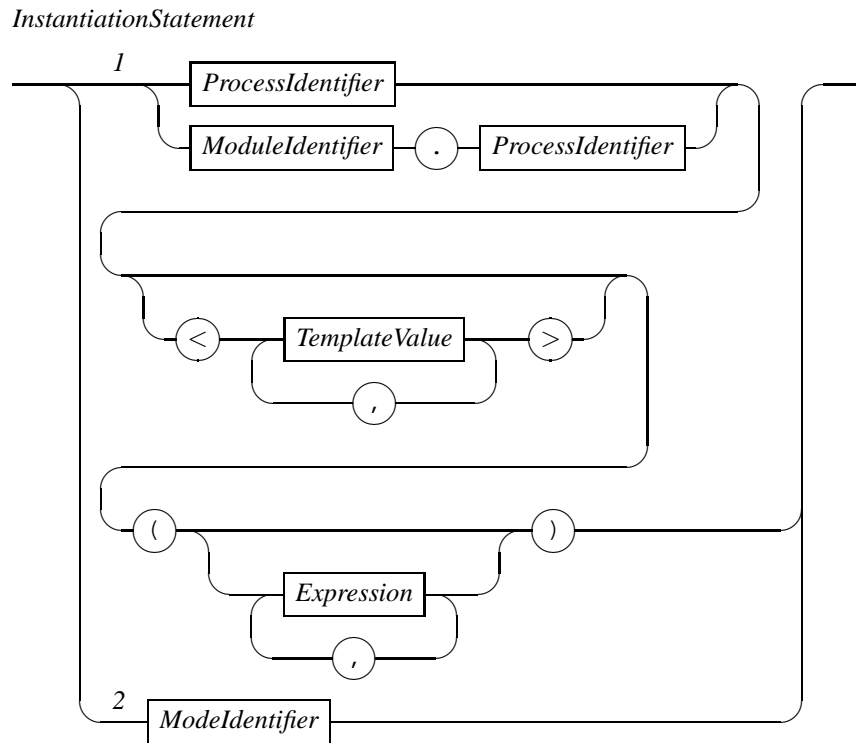 InstantiationStatement
1
ProcessIdentifier
ModuleIdentifier . ProcessIdentifier
< TemplateValue >
,
( )
Expression
,
2
ModeIdentifier